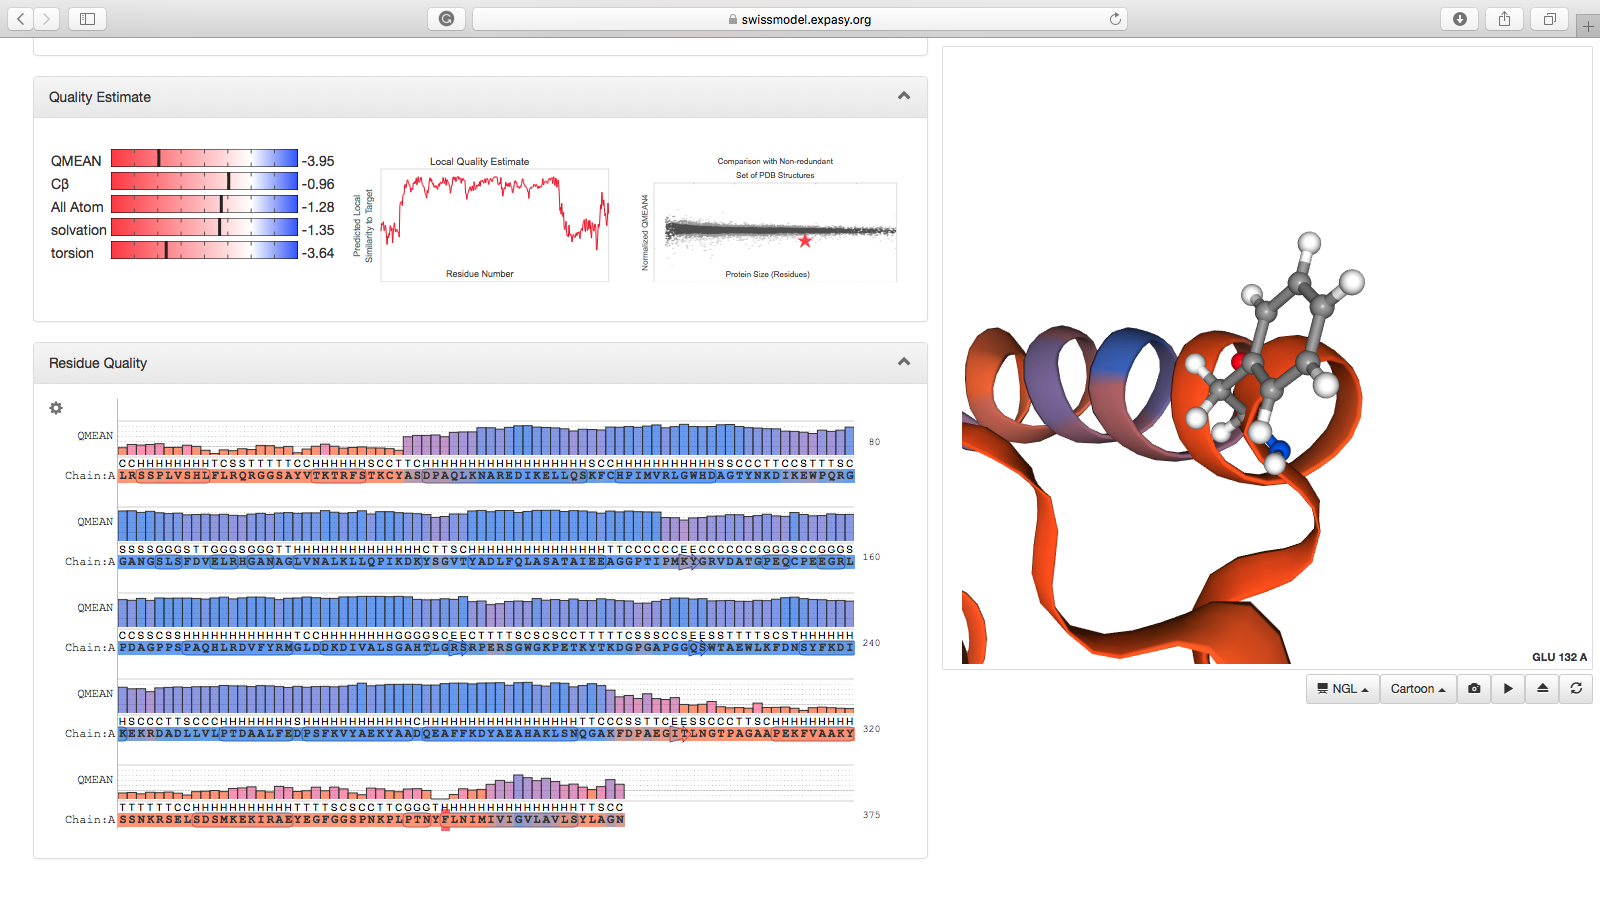 swissmodel.expasy.org
Quality Estimate
QMEAN -3.95
Cβ -0.96
All Atom -1.28
solvation -1.35
torsion -3.64
Local Quality Estimate
Predicted Local
Similarity to Target
Residue Number
Comparison with Non-redundant
Set of PDB Structures
Normalized QMEAN4
Protein Size (Residues)
Residue Quality
QMEAN 80
CCHHHHHHHHTCSSTTTTTCCHHHHHHSCCTTCHHHHHHHHHHHHHHHHHHSCCHHHHHHHHHHHSSCCCTTCCSTTTSC
Chain:A LRSSPLVSHLFLRQRGGSAYVTKTRFSTKCYASDPAQLKNAREDIKELLQSKFCHPIMVRLGWHDAGTYNKDIKEWPQRG
QMEAN
SSSSGGGSTTGGGSGGGTTHHHHHHHHHHHHHHCTTSCHHHHHHHHHHHHHHHTTCCCCCCEECCCCCCSGGGSCCGGGS
Chain:A GANGSLSFDVELRHGANAGLVNALKLLQPIKDKYSGVTYADLFQLASATAIEEAGGPTIPMKYGRVDATGPEQCPEEGRL 160
QMEAN
CCSSCSSHHHHHHHHHHHHTCCHHHHHHHHGGGGSCEECTTTTSCSCSCCTTTTTCSSSCCSEESSTTTTSCSTHHHHHH
Chain:A PDAGPPSPAQHLRDVFYRMGLDDKDIVALSGAHTLGRSRPERSGWGKPETKYTKDGPGAPGGQSWTAEWLKFDNSYFKDI 240
QMEAN
HSCCCTTSCCCHHHHHHHHSHHHHHHHHHHHHCHHHHHHHHHHHHHHHHHTTCCCSSTTCEESSCCCTTSCHHHHHHHHH
Chain:A KEKRDADLLVLPTDAALFEDPSFKVYAEKYAADQEAFFKDYAEAHAKLSNQGAKFDPAEGITLNGTPAGAAPEKFVAAKY 320
QMEAN
TTTTTTCCHHHHHHHHHHHTTTTSCSCCTTCGGGTHHHHHHHHHHHHHHHTTSCC
Chain:A SSNKRSELSDSMKEKIRAEYEGFGGSPNKPLPTNYFLNIMIVIGVLAVLSYLAGN 375
GLU 132 A
NGL Cartoon